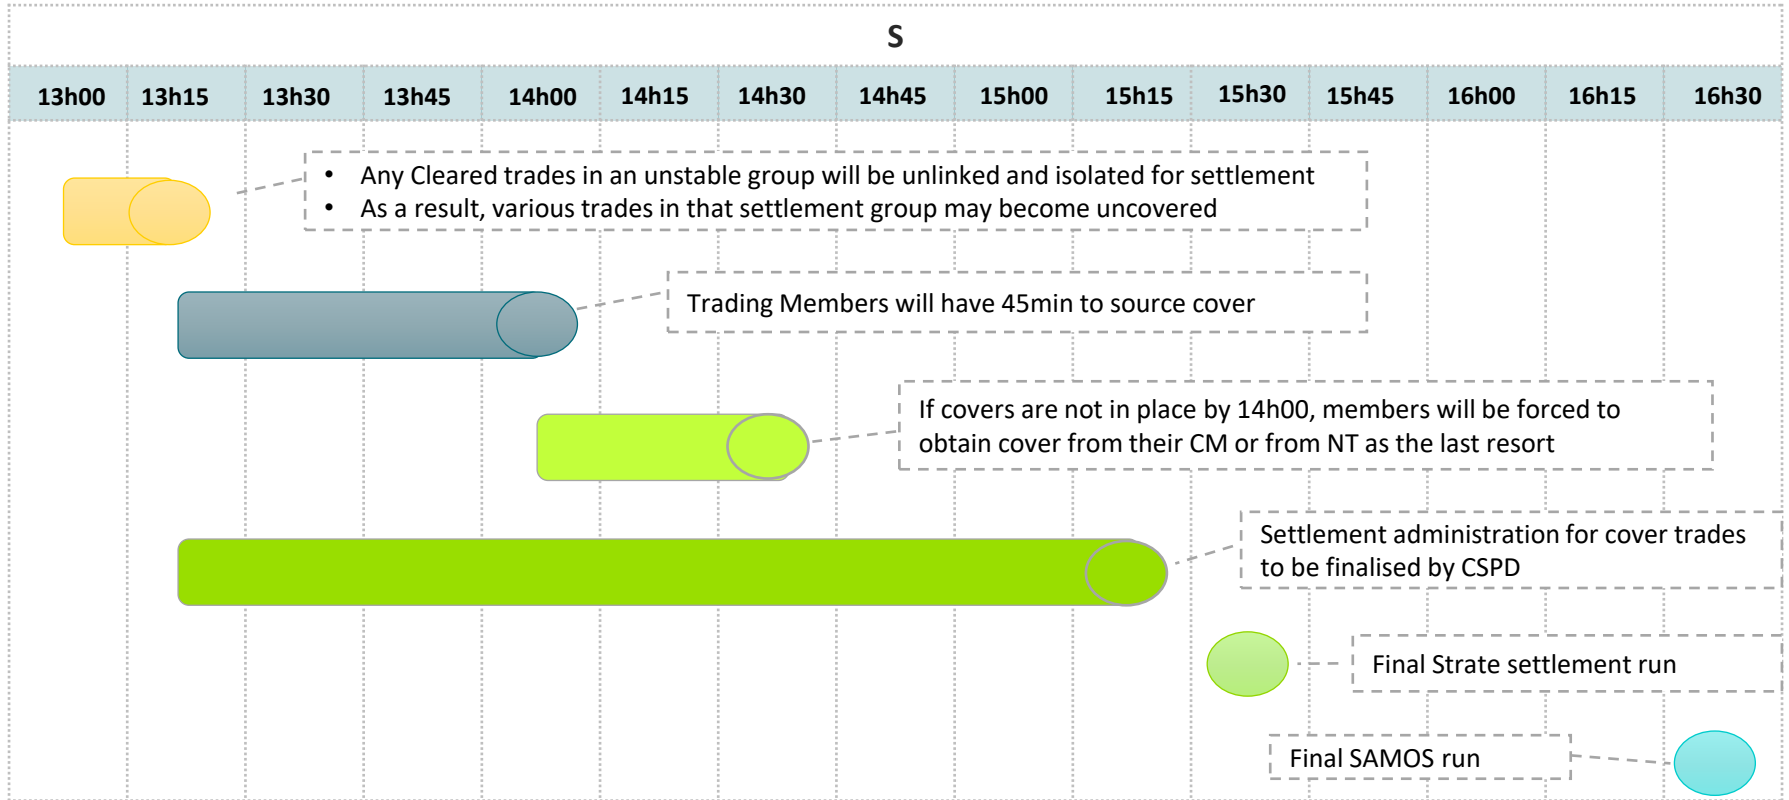 S
13h00 13h15 13h30 13h45 14h00 14h15 14h30 14h45 15h00 15h15 15h30 15h45 16h00 16h15 16h30
• Any Cleared trades in an unstable group will be unlinked and isolated for settlement
• As a result, various trades in that settlement group may become uncovered
Trading Members will have 45min to source cover
If covers are not in place by 14h00, members will be forced to
obtain cover from their CM or from NT as the last resort
Settlement administration for cover trades
to be finalised by CSPD
Final Strate settlement run
Final SAMOS run